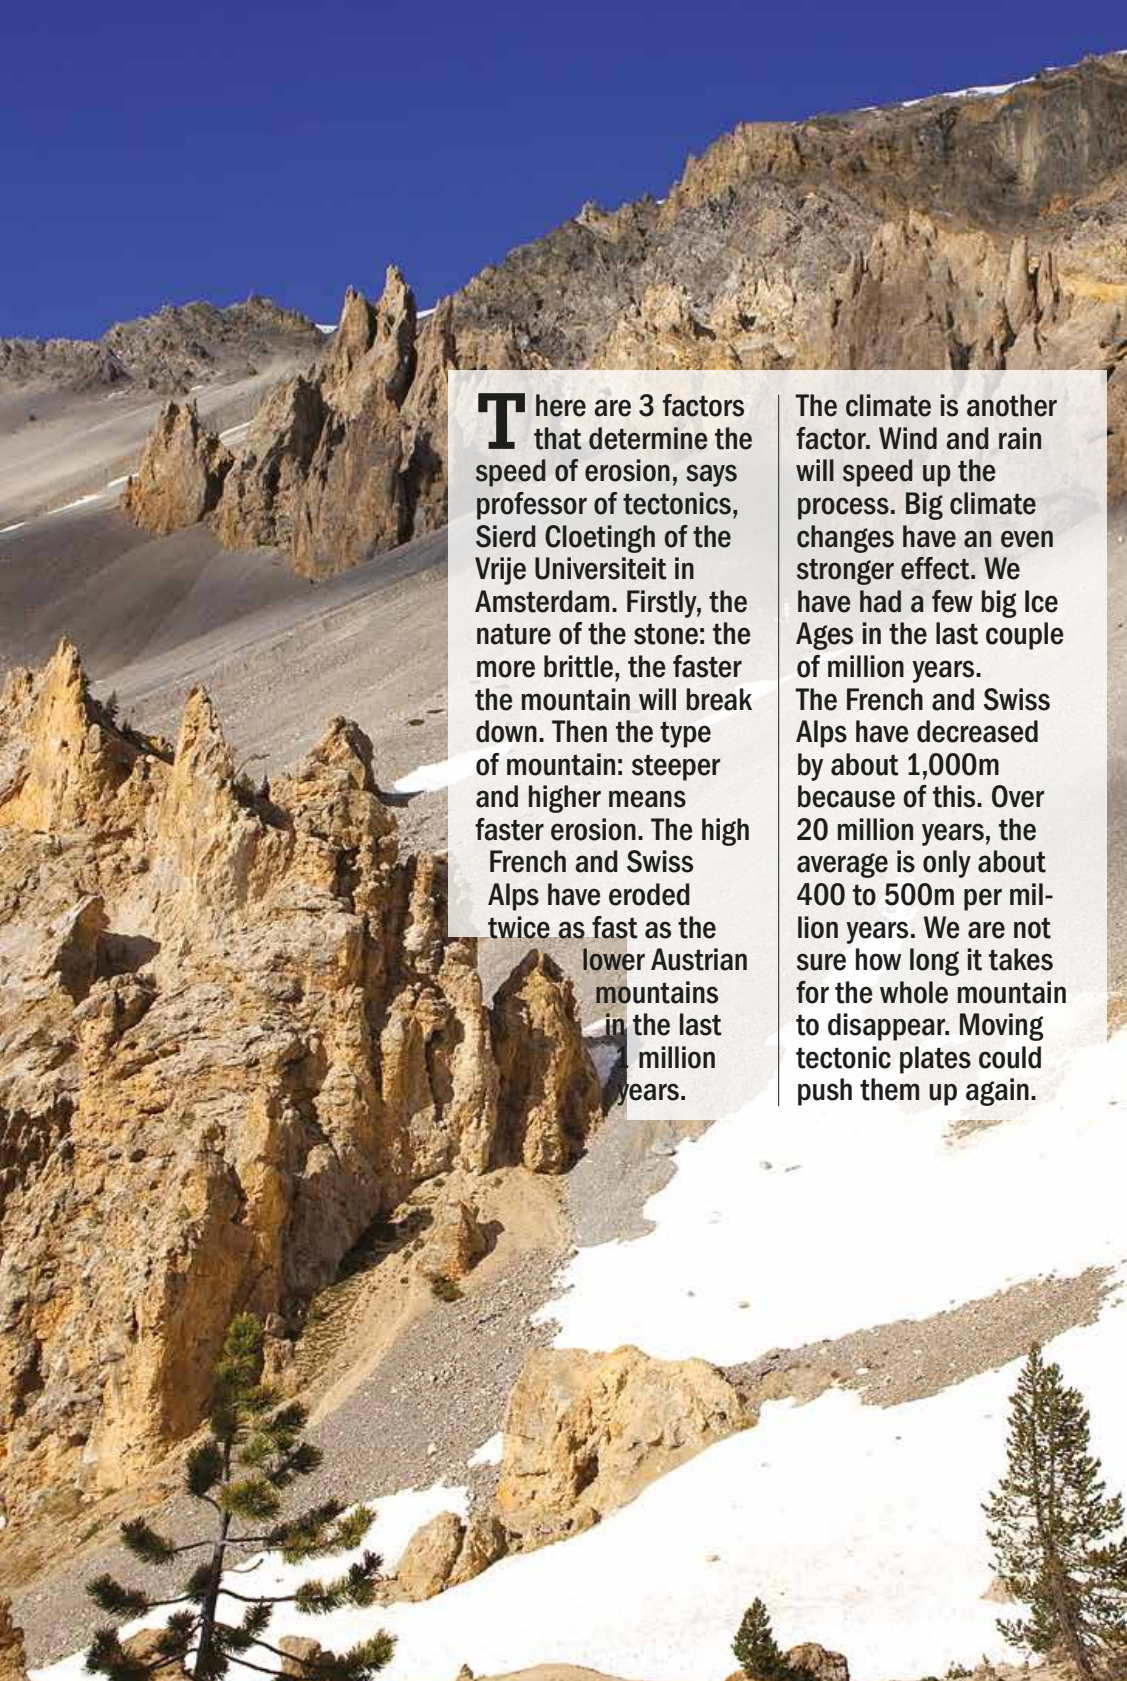 There are 3 factors
that determine the
speed of erosion, says
professor of tectonics,
Sierd Cloetingh of the
Vrije Universiteit in
Amsterdam. Firstly, the
nature of the stone: the
more brittle, the faster
the mountain will break
down. Then the type
of mountain: steeper
and higher means
faster erosion. The high
French and Swiss
Alps have eroded
twice as fast as the
lower Austrian
mountains
in the last
1 million
years.
The climate is another
factor. Wind and rain
will speed up the
process. Big climate
changes have an even
stronger effect. We
have had a few big Ice
Ages in the last couple
of million years.
The French and Swiss
Alps have decreased
by about 1,000m
because of this. Over
20 million years, the
average is only about
400 to 500m per mil-
lion years. We are not
sure how long it takes
for the whole mountain
to disappear. Moving
tectonic plates could
push them up again.